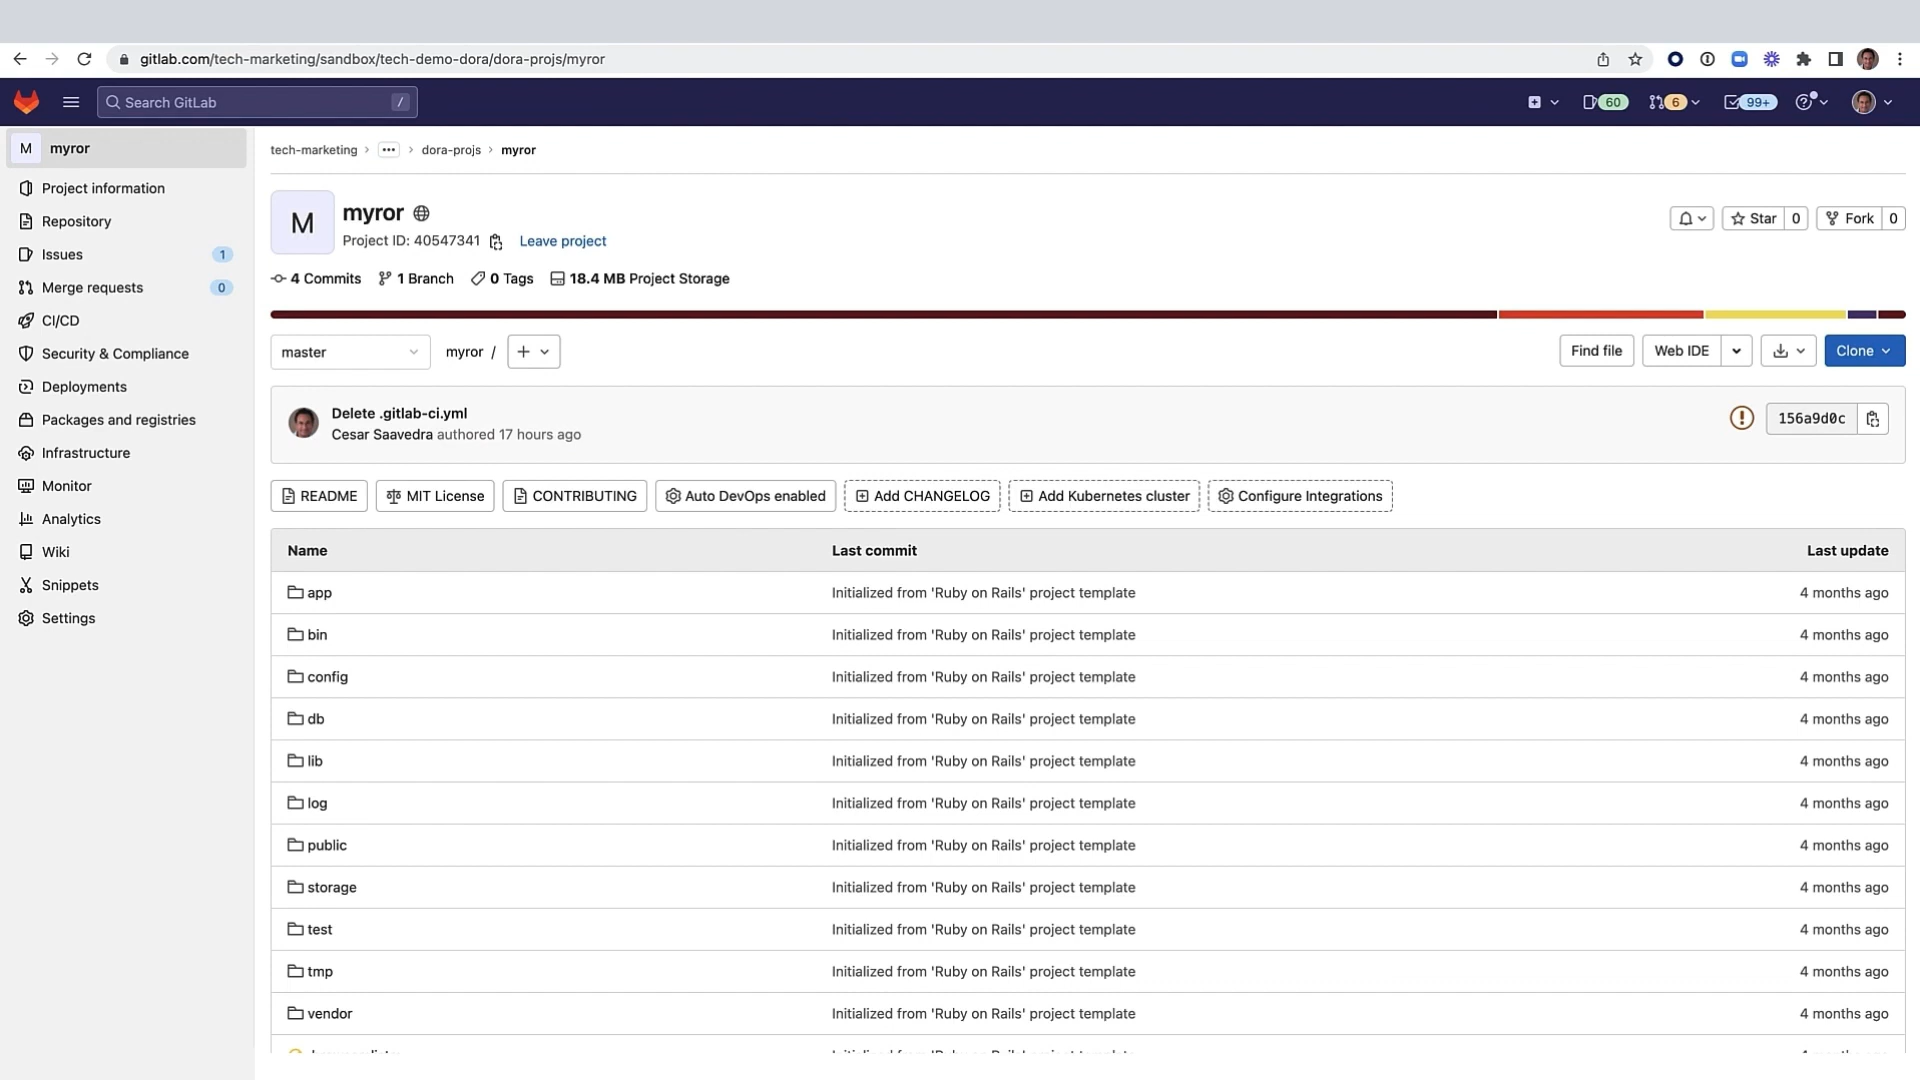 gitlab.com/tech-marketing/sandbox/tech-demo-dora/dora-projs/myror
Search GitLab /
60 6 99+
M myror
Project information
Repository
Issues 1
Merge requests 0
CI/CD
Security & Compliance
Deployments
Packages and registries
Infrastructure
Monitor
Analytics
Wiki
Snippets
Settings
tech-marketing › ••• › dora-projs › myror
M
myror
Project ID: 40547341 Leave project
Star 0 Fork 0
4 Commits 1 Branch 0 Tags 18.4 MB Project Storage
master myror / + Find file Web IDE Clone
Delete .gitlab-ci.yml
Cesar Saavedra authored 17 hours ago
156a9d0c
README MIT License CONTRIBUTING Auto DevOps enabled Add CHANGELOG Add Kubernetes cluster Configure Integrations
Name Last commit Last update
app Initialized from 'Ruby on Rails' project template 4 months ago
bin Initialized from 'Ruby on Rails' project template 4 months ago
config Initialized from 'Ruby on Rails' project template 4 months ago
db Initialized from 'Ruby on Rails' project template 4 months ago
lib Initialized from 'Ruby on Rails' project template 4 months ago
log Initialized from 'Ruby on Rails' project template 4 months ago
public Initialized from 'Ruby on Rails' project template 4 months ago
storage Initialized from 'Ruby on Rails' project template 4 months ago
test Initialized from 'Ruby on Rails' project template 4 months ago
tmp Initialized from 'Ruby on Rails' project template 4 months ago
vendor Initialized from 'Ruby on Rails' project template 4 months ago